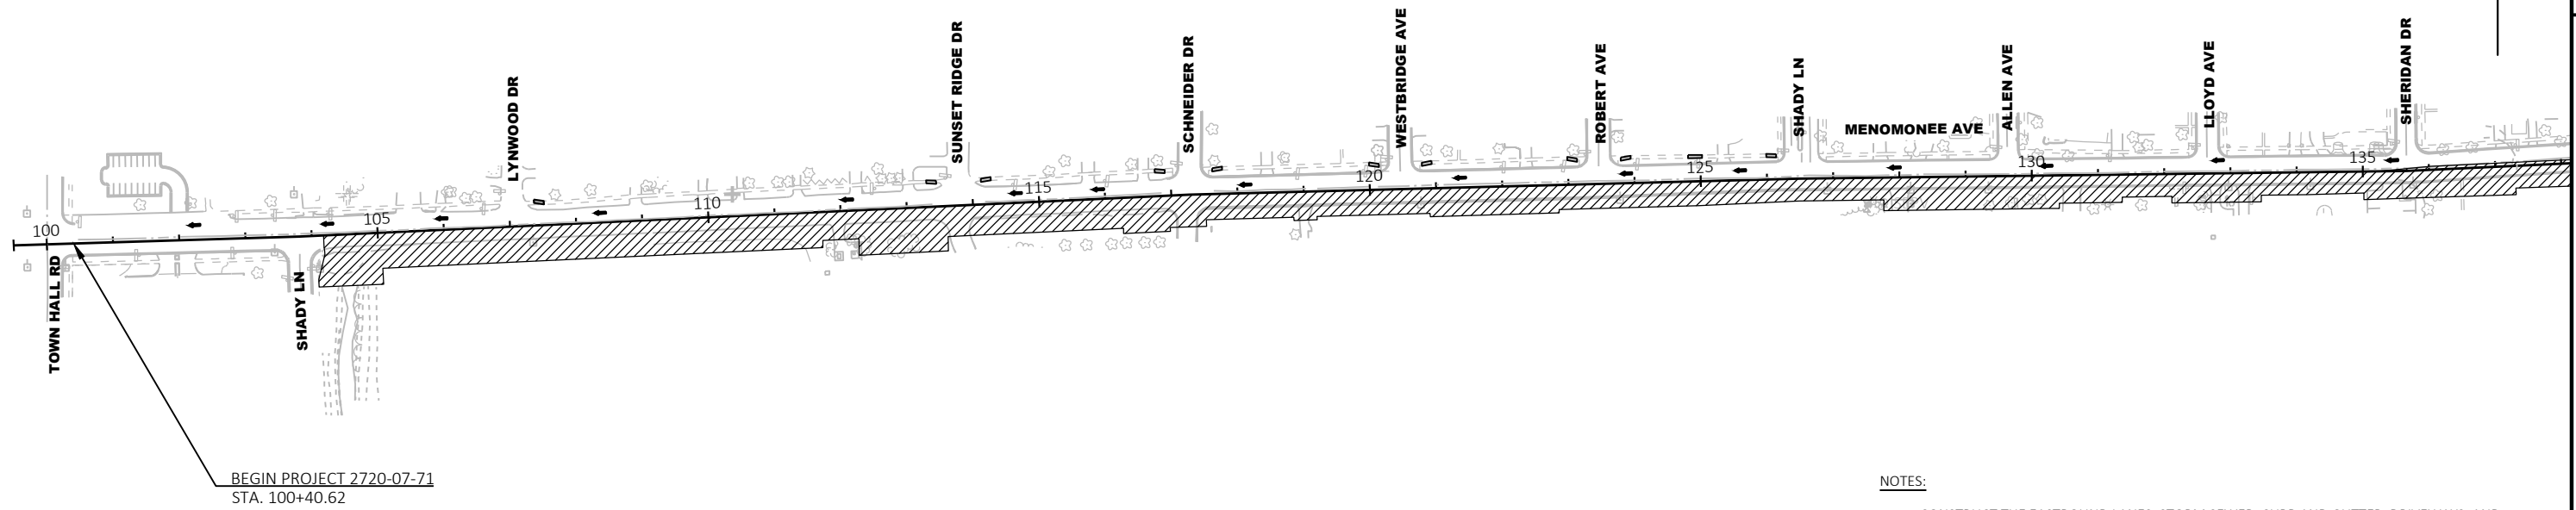 LYNWOOD DR
SUNSET RIDGE DR
SCHNEIDER DR
WESTBRIDGE AVE
ROBERT AVE
SHADY LN
MENOMONEE AVE
ALLEN AVE
LLOYD AVE
SHERIDAN DR
100
105
110
115
120
125
130
135
TOWN HALL RD
SHADY LN
BEGIN PROJECT 2720-07-71
STA. 100+40.62
NOTES: